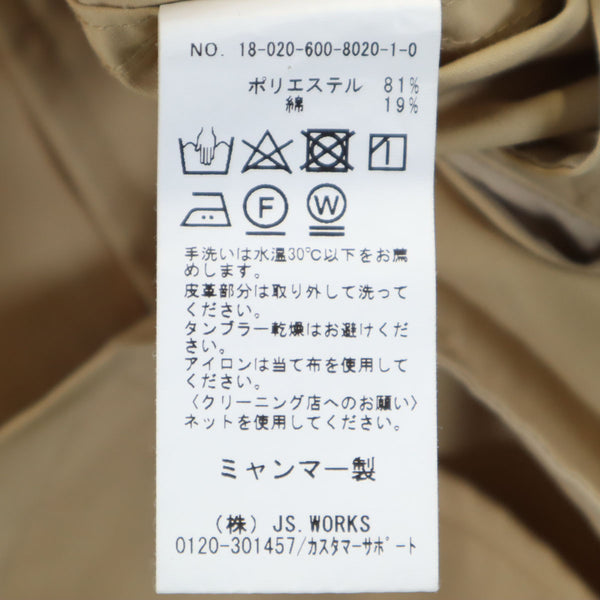 NO. 18-020-600-8020-1-0
ポリエステル 81%
綿 19%
F
W
手洗いは水温30℃以下をお薦
めします。
皮革部分は取り外して洗って
ください。
タンブラー乾燥はお避けくだ
さい。
アイロンは当て布を使用して
ください。
〈クリーニング店へのお願い〉
ネットを使用してください。
ミャンマー製
(株) JS.WORKS
0120-301457/ｶｽﾀﾏｰｻﾎﾟｰﾄ